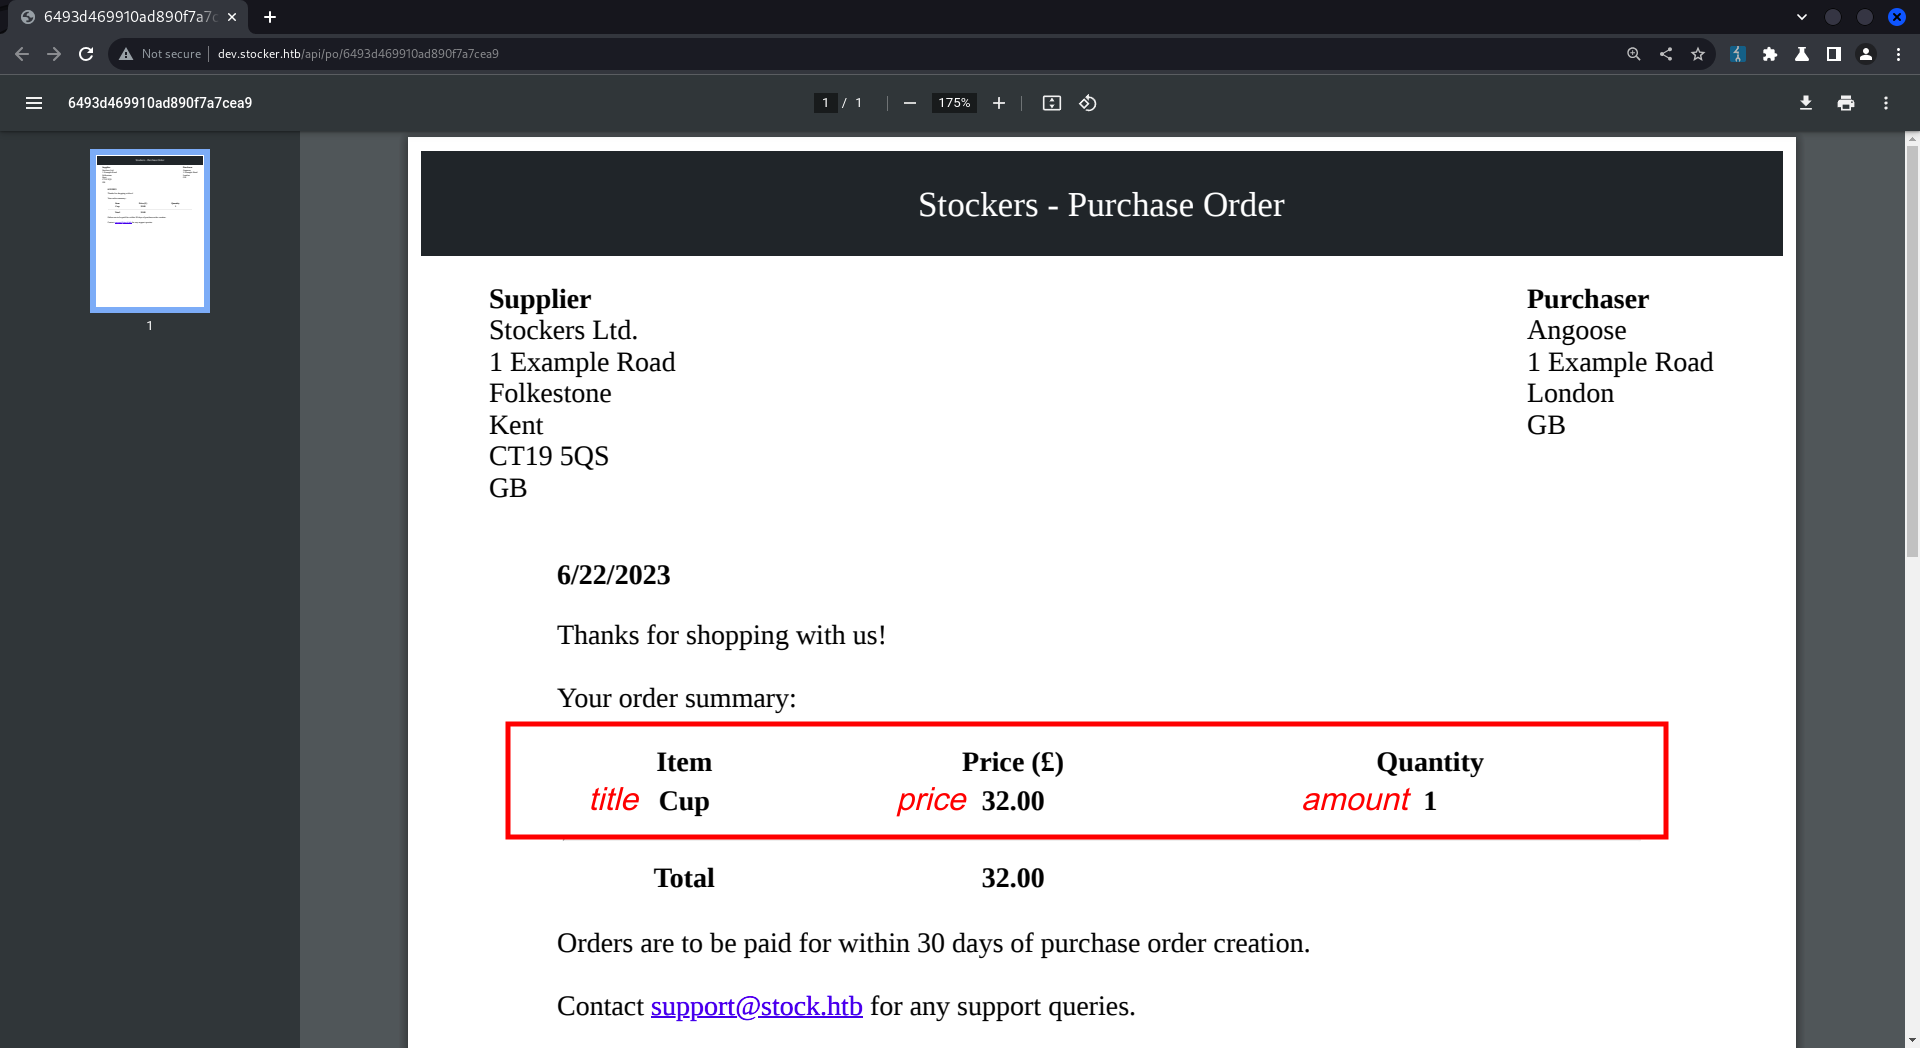 6493d469910ad890f7a7c
Not secure dev.stocker.htb/api/po/6493d469910ad890f7a7cea9
6493d469910ad890f7a7cea9
1 / 1
175%
1
Stockers - Purchase Order
Supplier
Stockers Ltd.
1 Example Road
Folkestone
Kent
CT19 5QS
GB
Purchaser
Angoose
1 Example Road
London
GB
6/22/2023
Thanks for shopping with us!
Your order summary:
Item Price (£) Quantity
title Cup price 32.00 amount 1
Total 32.00
Orders are to be paid for within 30 days of purchase order creation.
Contact support@stock.htb for any support queries.